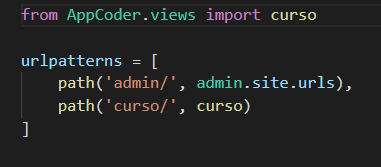 from AppCoder.views import curso
urlpatterns = [
path('admin/', admin.site.urls),
path('curso/', curso)
]